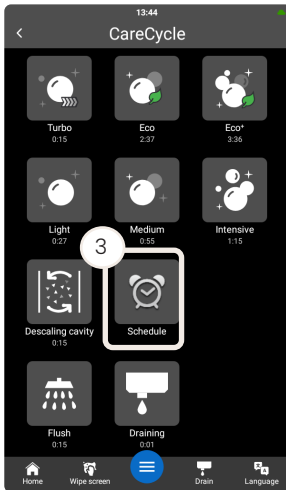 13:44
CareCycle
Turbo
0:15
Eco
2:37
Eco⁺
3:36
Light
0:27
Medium
0:55
Intensive
1:15
3
Descaling cavity
0:15
Schedule
Flush
0:15
Draining
0:01
Home
Wipe screen
Drain
Language